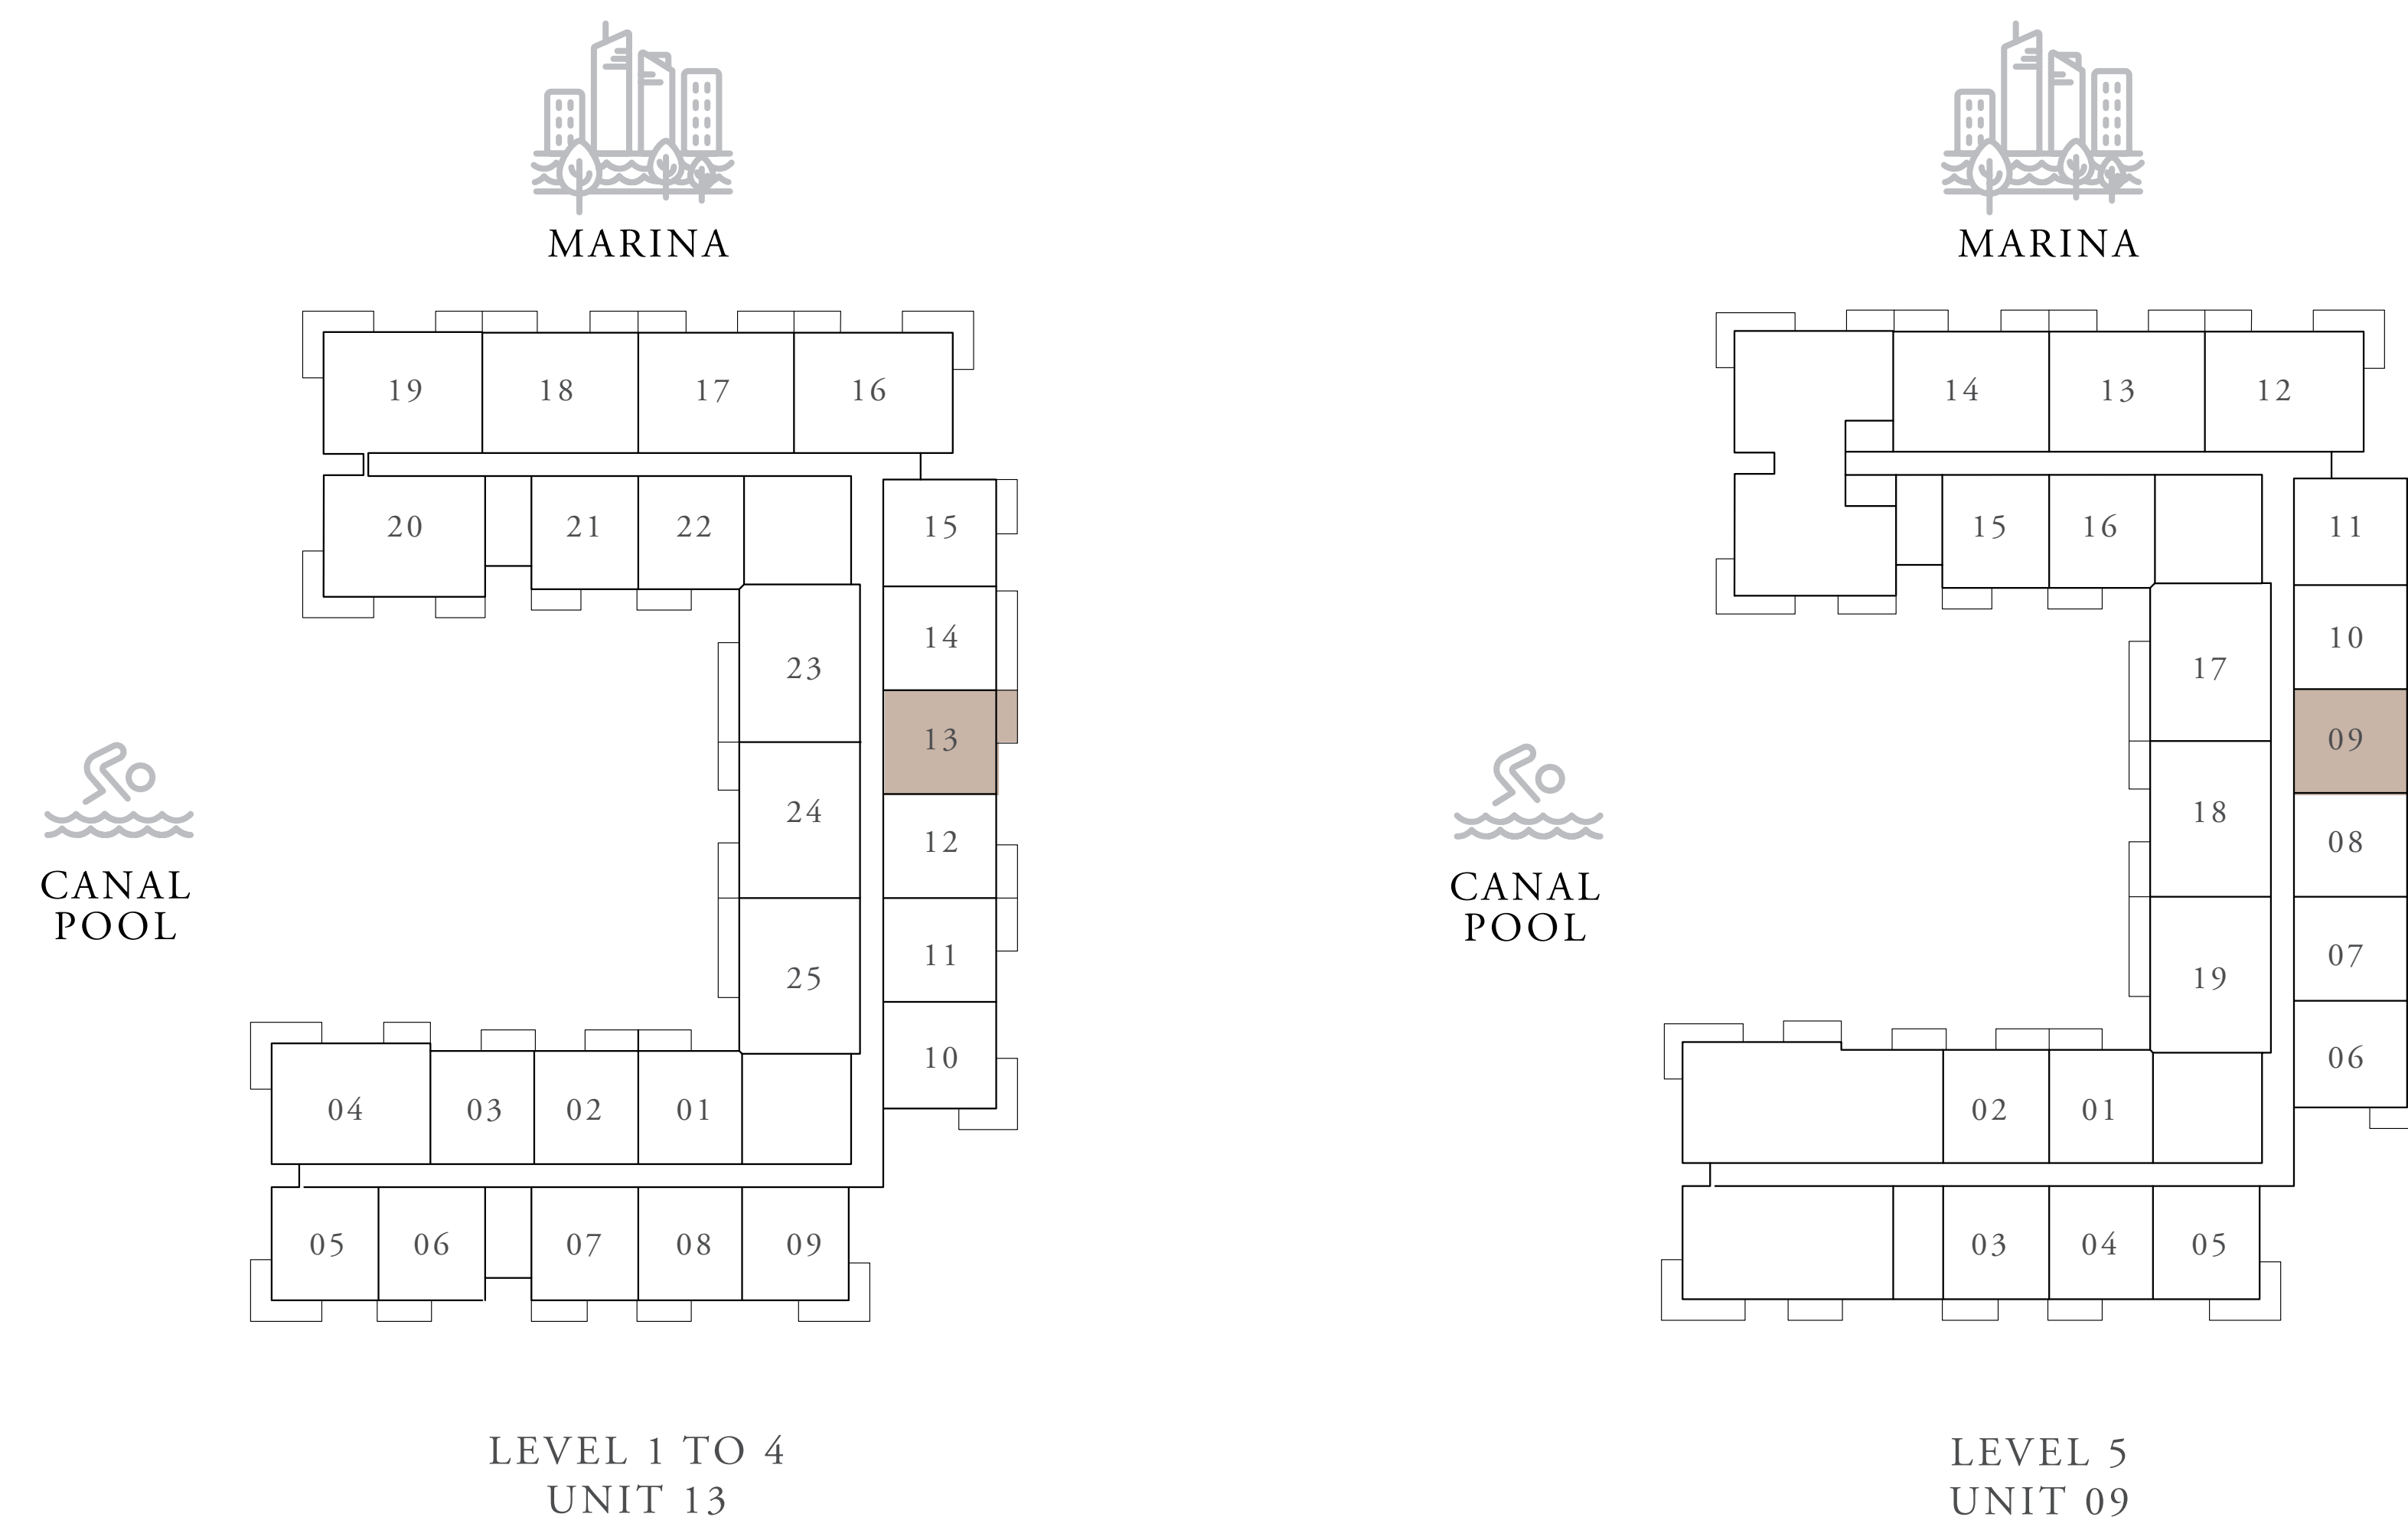 MARINA
19 18 17 16
20 21 22 15
14
23
13
24 12
25 11
10
04 03 02 01
05 06 07 08 09
CANAL
POOL
LEVEL 1 TO 4
UNIT 13
MARINA
14 13 12
15 16 11
10
17
09
18 08
19 07
06
02 01
03 04 05
CANAL
POOL
LEVEL 5
UNIT 09